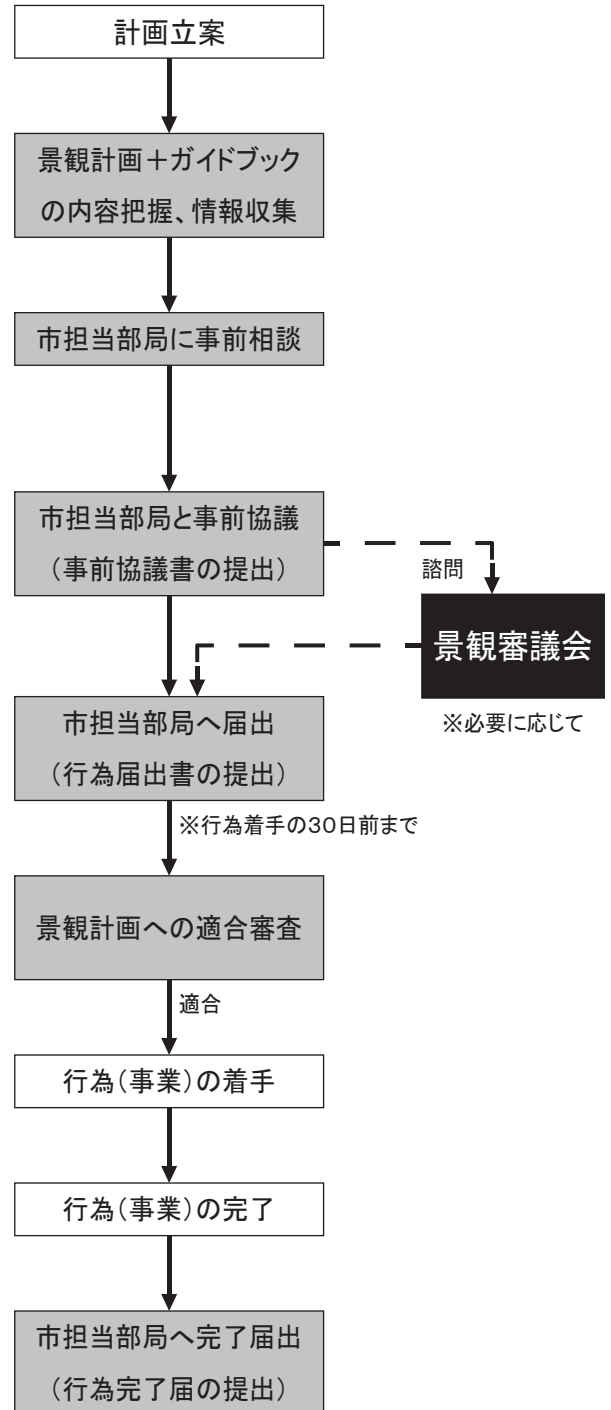 計画立案
景観計画＋ガイドブック
の内容把握、情報収集
市担当部局に事前相談
市担当部局と事前協議
（事前協議書の提出）
諮問
景観審議会
※必要に応じて
市担当部局へ届出
（行為届出書の提出）
※行為着手の30日前まで
景観計画への適合審査
適合
行為（事業）の着手
行為（事業）の完了
市担当部局へ完了届出
（行為完了届の提出）